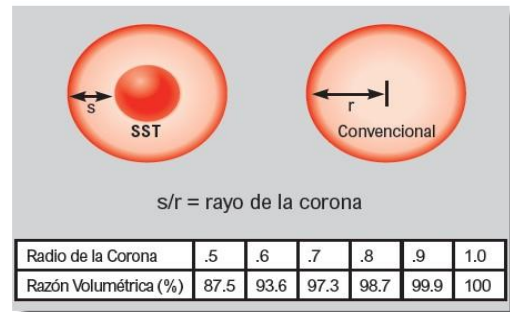 s
r
SST
Convencional
s/r = rayo de la corona
Radio de la Corona .5 .6 .7 .8 .9 1.0
Razón Volumétrica (%) 87.5 93.6 97.3 98.7 99.9 100